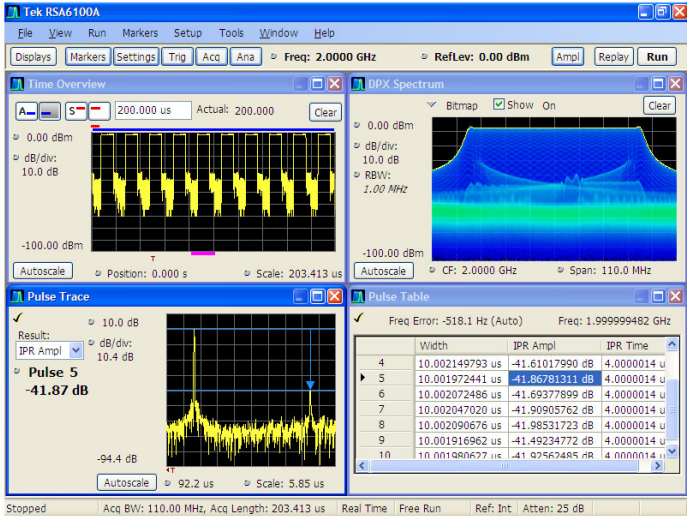 Tek RSA6100A
File View Run Markers Setup Tools Window Help
Displays Markers Settings Trig Acq Ana Freq: 2.0000 GHz RefLev: 0.00 dBm Ampl Replay Run
Time Overview
A S 200.000 us Actual: 200.000 Clear
0.00 dBm
dB/div:
10.0 dB
-100.00 dBm
T
Autoscale Position: 0.000 s Scale: 203.413 us
DPX Spectrum
Bitmap Show On Clear
0.00 dBm
dB/div:
10.0 dB
RBW:
1.00 MHz
-100.00 dBm
Autoscale CF: 2.0000 GHz Span: 110.0 MHz
Pulse Trace
10.0 dB
Result:
IPR Ampl
dB/div:
10.4 dB
Pulse 5
-41.87 dB
-94.4 dB
T
Autoscale 92.2 us Scale: 5.85 us
Pulse Table
Freq Error: -518.1 Hz (Auto) Freq: 1.999999482 GHz
Width IPR Ampl IPR Time
4 10.002149793 us -41.61017990 dB 4.0000014 u
5 10.001972441 us -41.86781311 dB 4.0000014 u
6 10.002072486 us -41.69377899 dB 4.0000014 u
7 10.002047020 us -41.90905762 dB 4.0000014 u
8 10.002090676 us -41.98531723 dB 4.0000014 u
9 10.001916962 us -41.49234772 dB 4.0000014 u
10 10.001980627 us -41.92562485 dB 4.0000014 u
Stopped Acq BW: 110.00 MHz, Acq Length: 203.413 us Real Time Free Run Ref: Int Atten: 25 dB